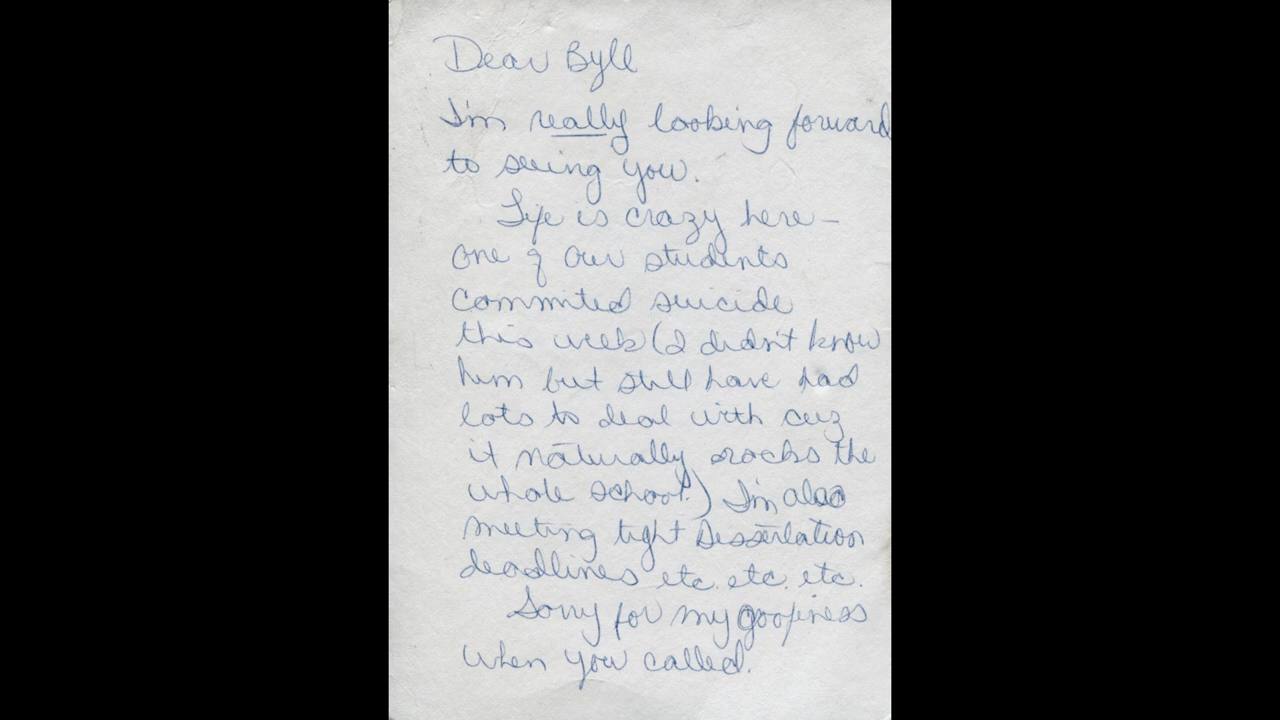 Dear Byll
I'm really looking forward
to seeing you.
Life is crazy here –
one of our students
commited suicide
this week (I didn't know
him but still have had
lots to deal with cuz
it naturally rocks the
whole school.) I'm also
meeting tight Dissertation
deadlines etc. etc. etc.
Sorry for my goofiness
when you called.